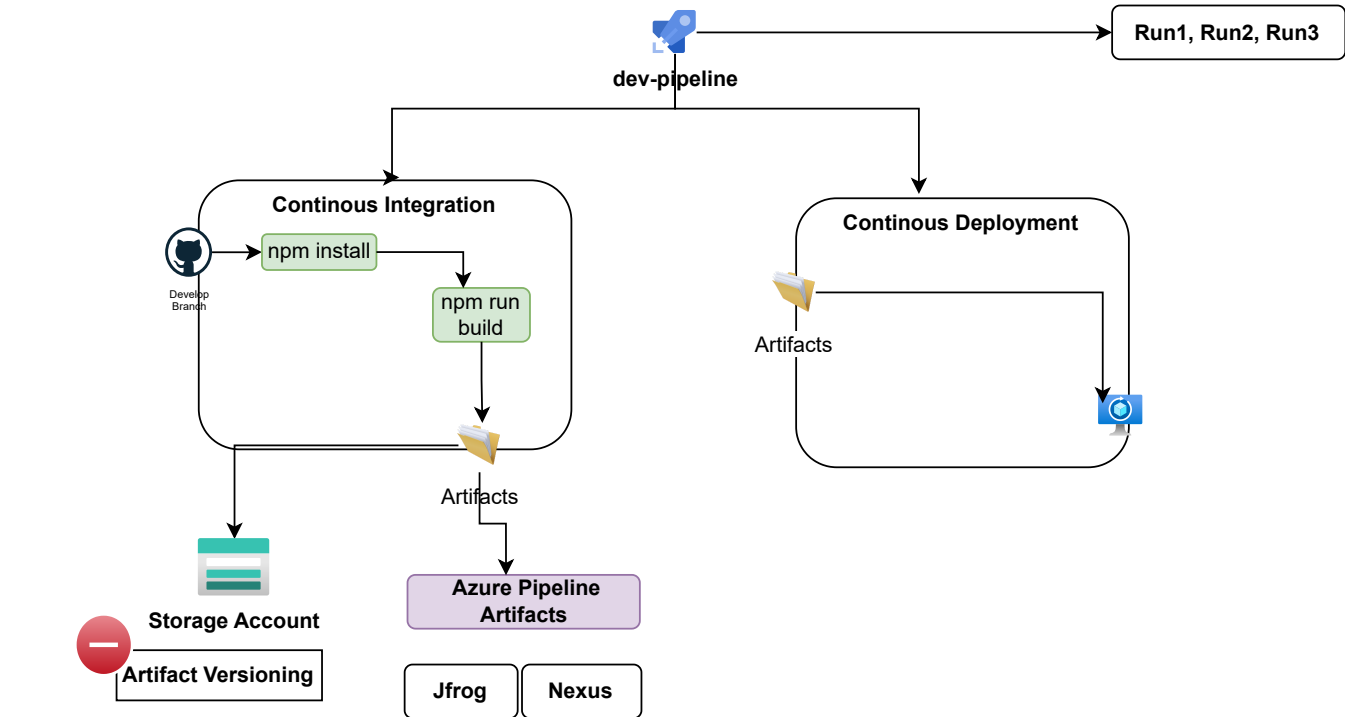 Run1, Run2, Run3
dev-pipeline
Continous Integration
npm install
Develop
Branch
npm run
build
Artifacts
Continous Deployment
Artifacts
Storage Account
Artifact Versioning
Azure Pipeline
Artifacts
Jfrog
Nexus